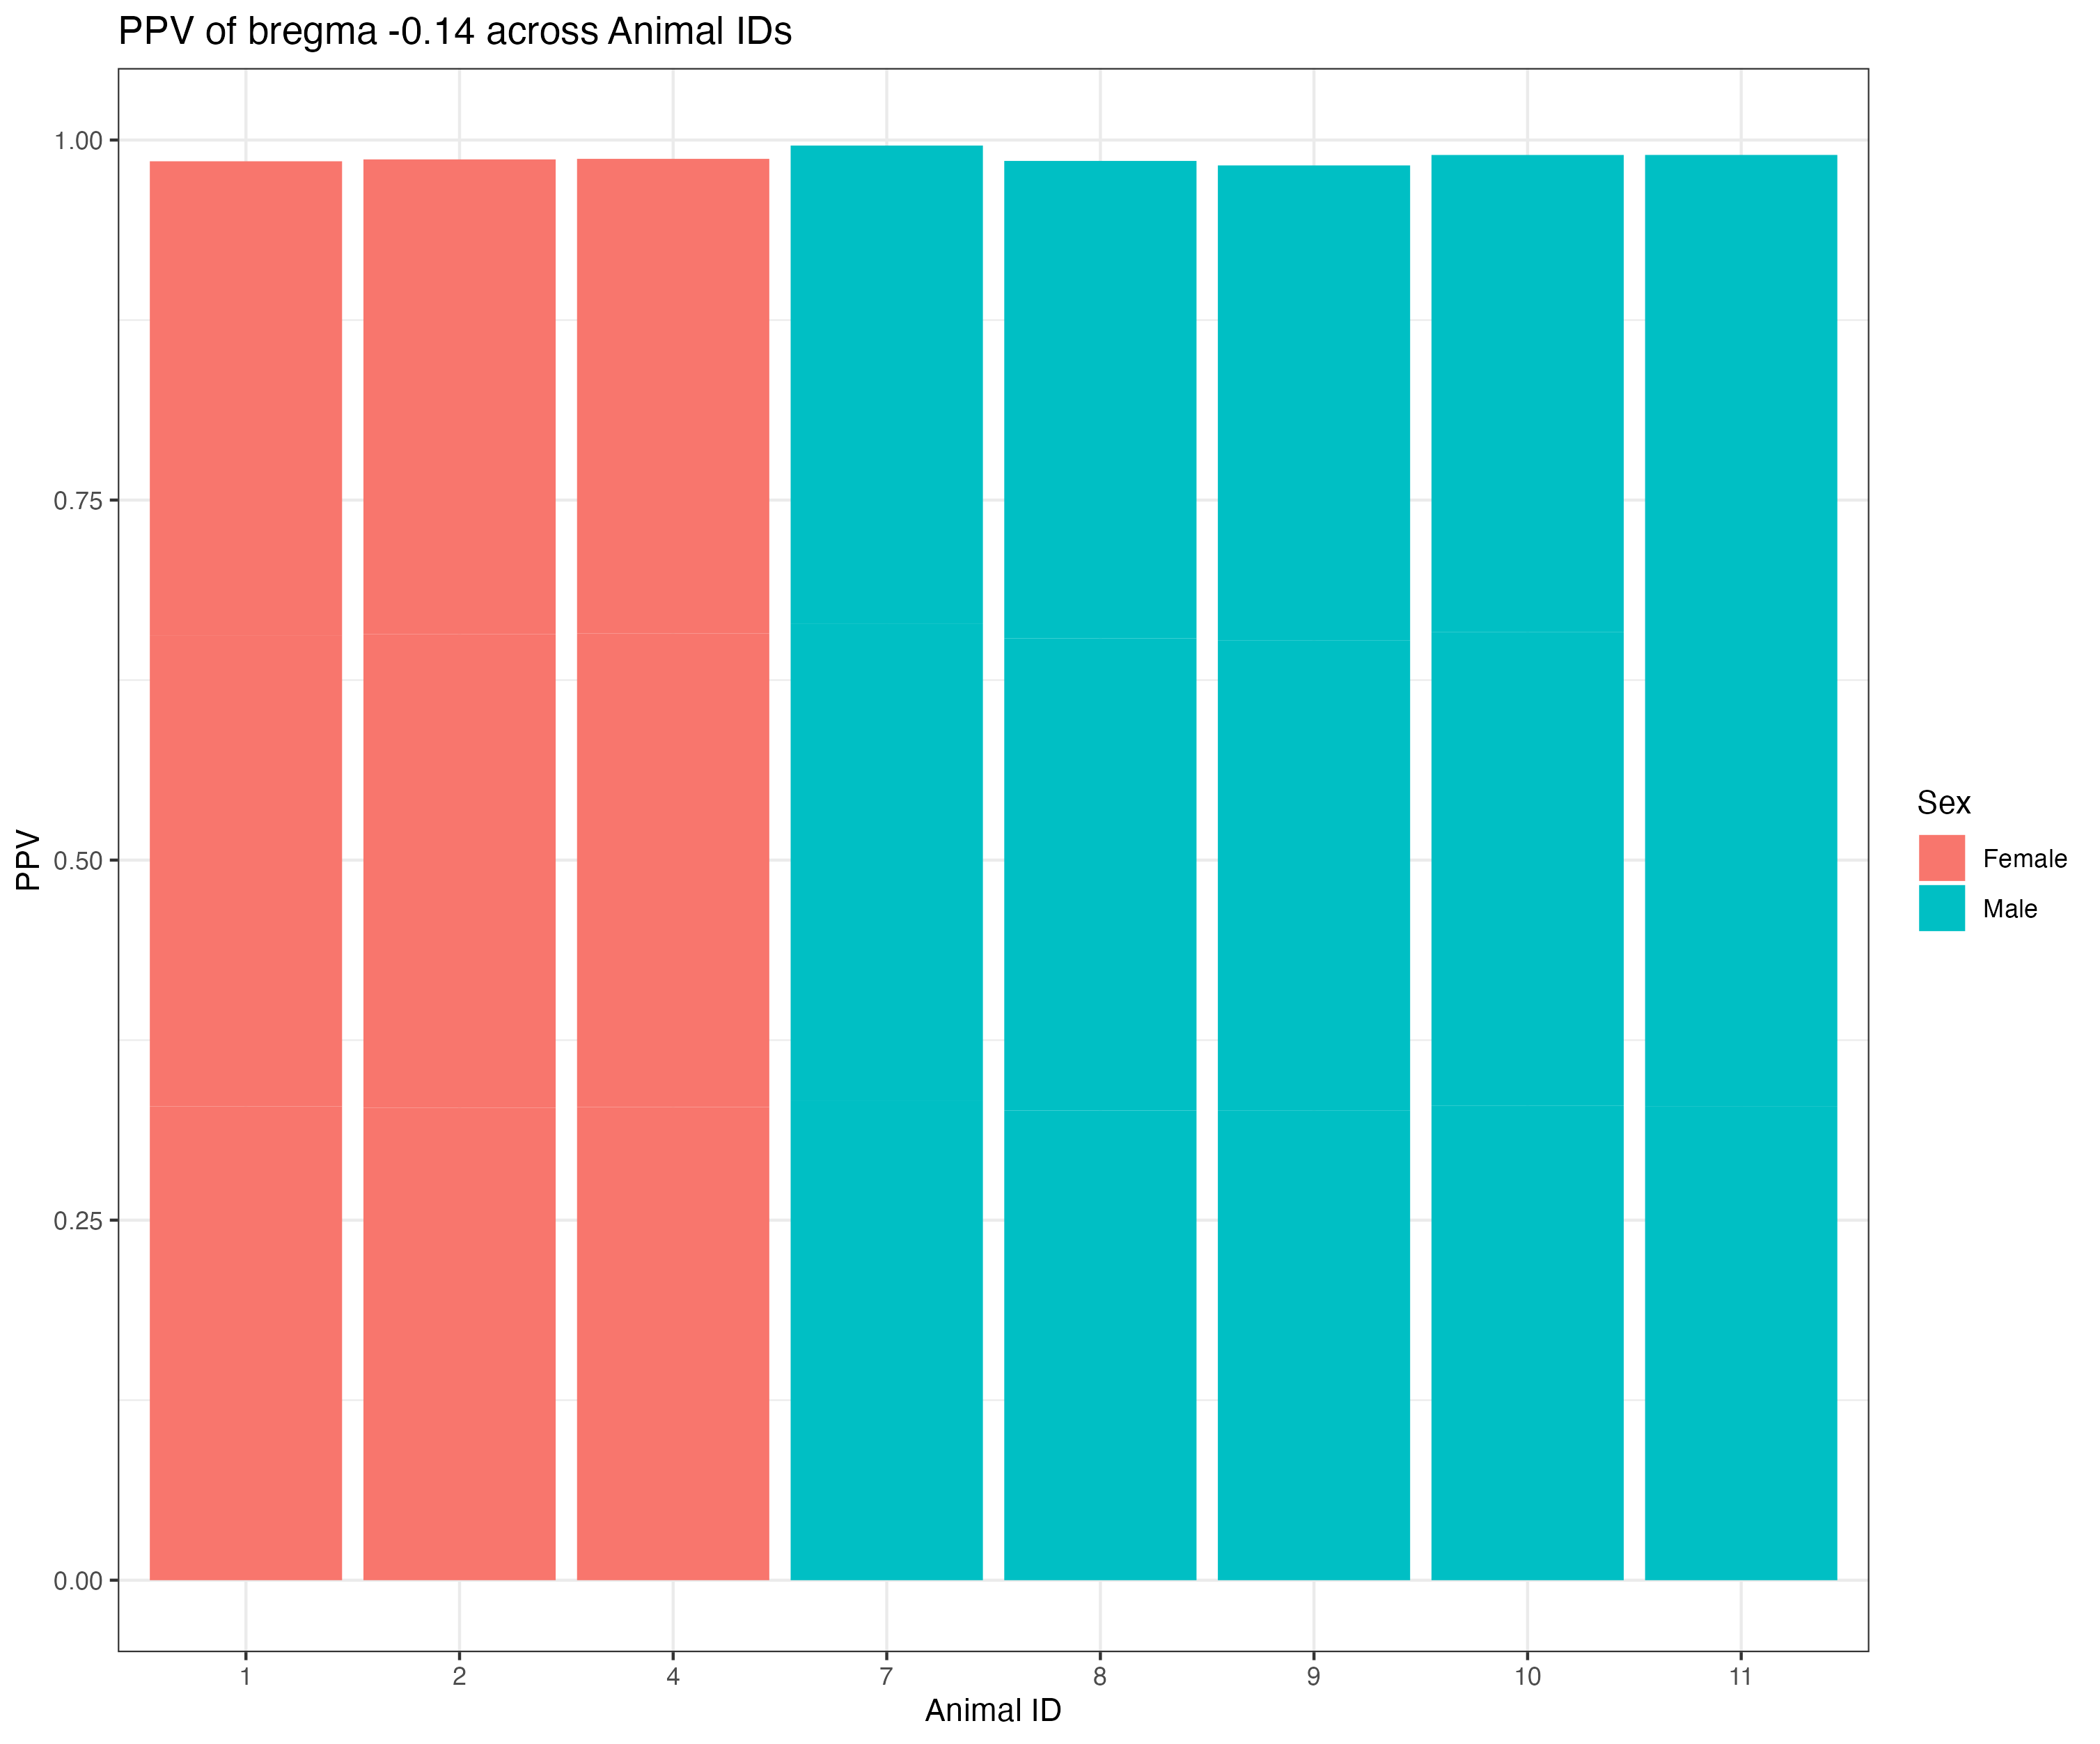 PPV of bregma -0.14 across Animal IDs
PPV
1.00
0.75
0.50
0.25
0.00
1 2 4 7 8 9 10 11
Animal ID
Sex
Female
Male